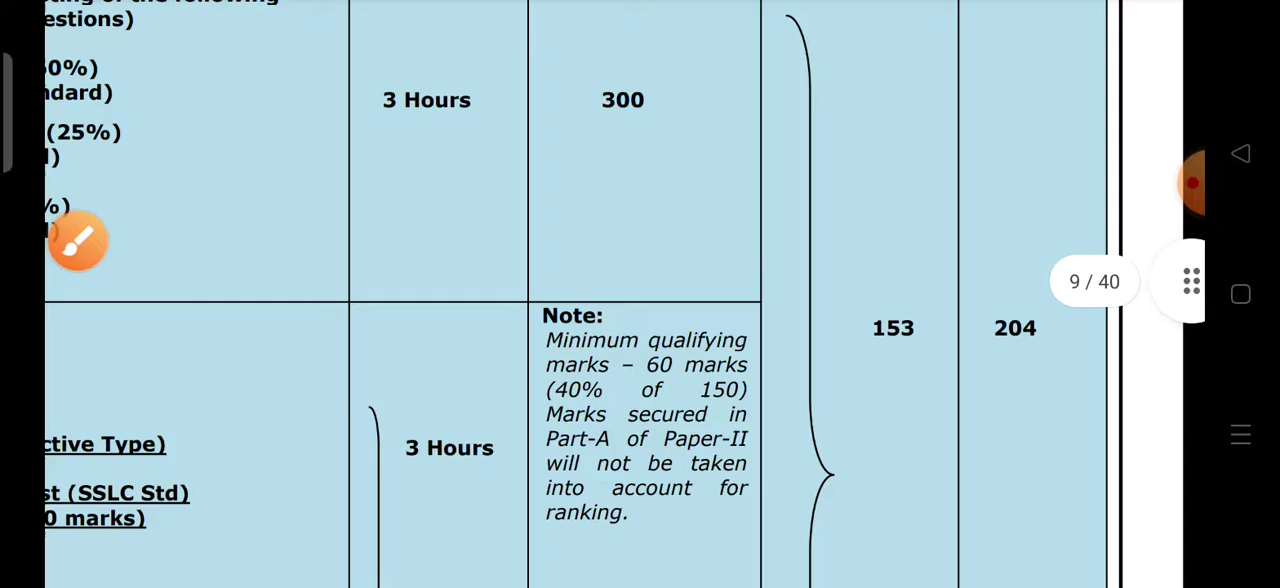 estions)
0%)
ndard)
(25%)
%)
3 Hours
300
ctive Type)
st (SSLC Std)
0 marks)
3 Hours
Note:
Minimum qualifying
marks – 60 marks
(40% of 150)
Marks secured in
Part-A of Paper-II
will not be taken
into account for
ranking.
153
204
9 / 40